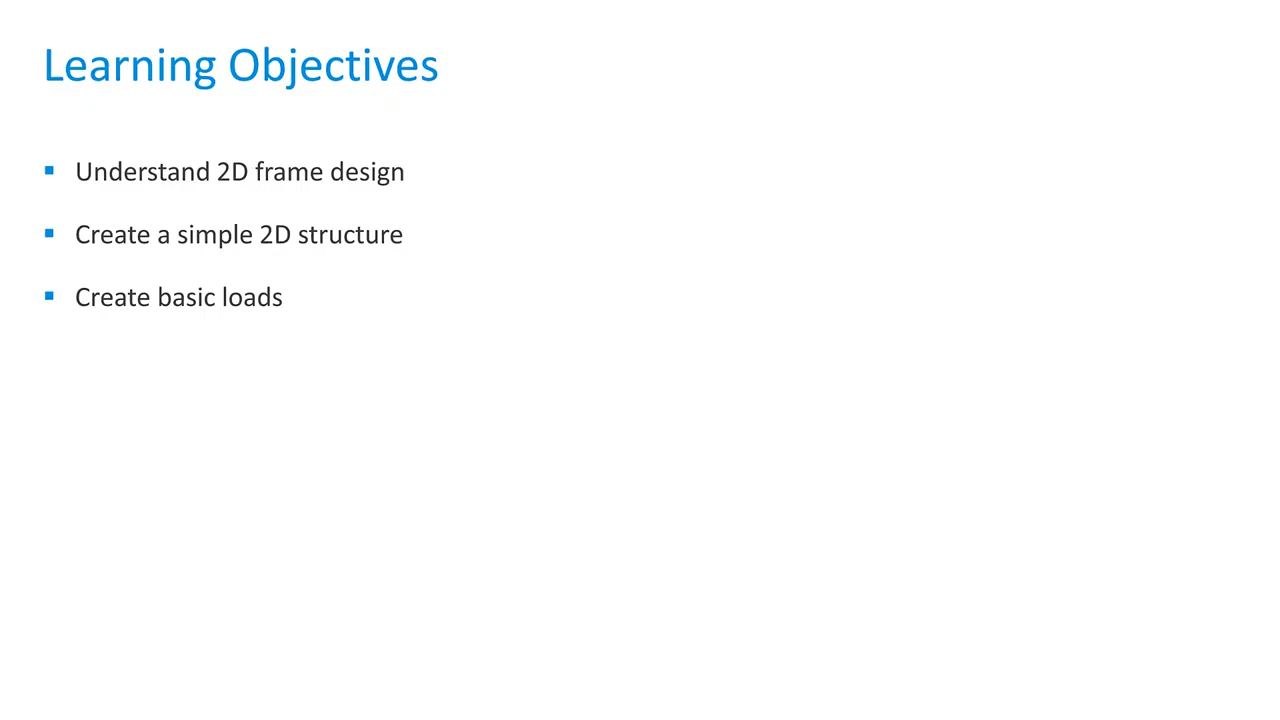 Learning Objectives
Understand 2D frame design
Create a simple 2D structure
Create basic loads